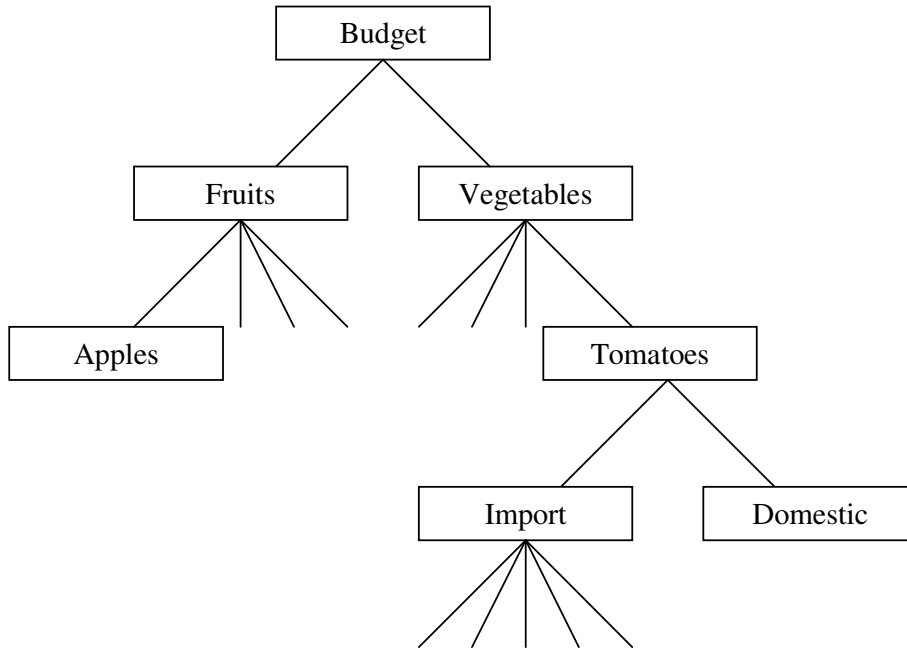 Budget
Fruits
Vegetables
Apples
Tomatoes
Import
Domestic